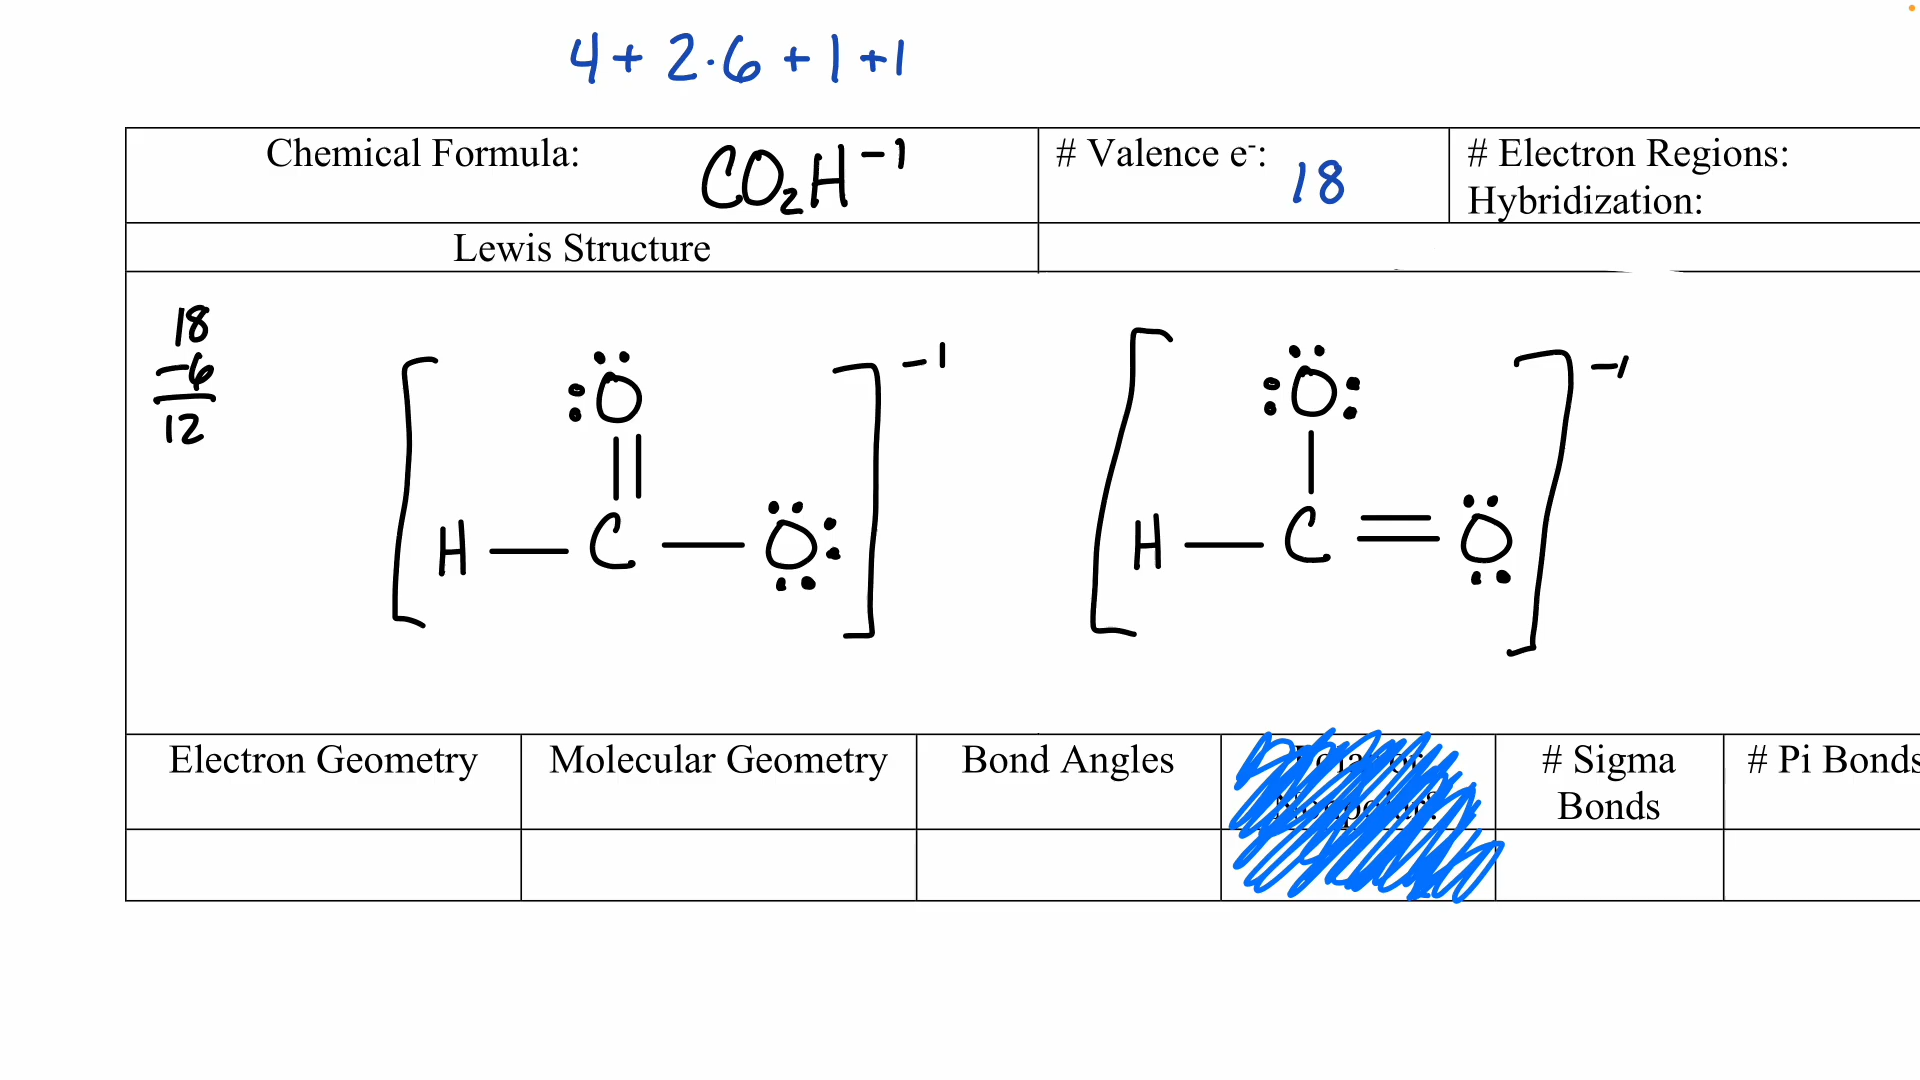 4 + 2·6 + 1 + 1
Chemical Formula: CO₂H⁻¹
# Valence e⁻: 18
# Electron Regions:
Hybridization:
Lewis Structure
18
-6
12
O
H C O
-1
O
H C O
-1
Electron Geometry
Molecular Geometry
Bond Angles
# Sigma
Bonds
# Pi Bonds